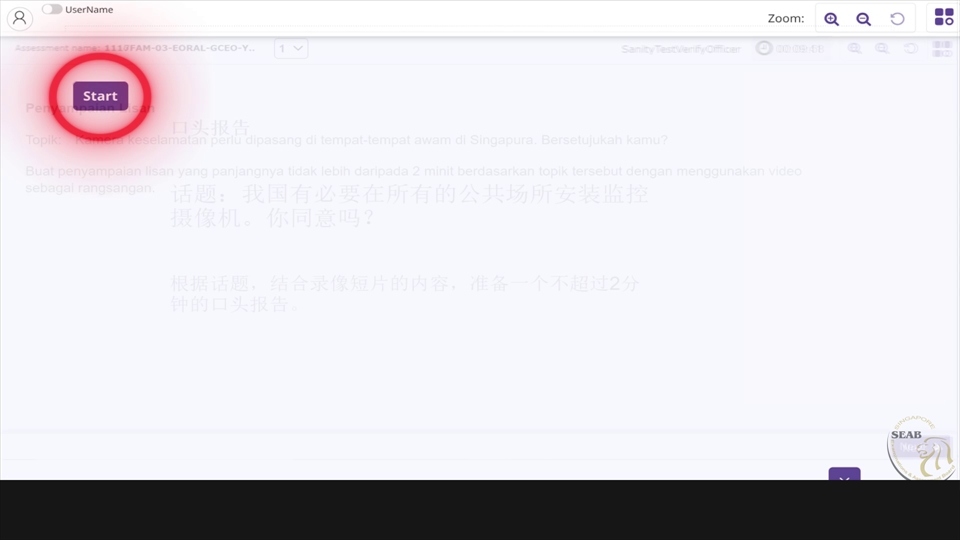 UserName
Zoom:
Assessment name: 1113FAM-03-EORAL-GCEO-Y..
1
SanityTestVerifyOfficer
Start
Penyampaian Lisan
口头报告
Topik: Kamera keselamatan perlu dipasang di tempat-tempat awam di Singapura. Bersetujukah kamu?
Buat penyampaian lisan yang panjangnya tidak lebih daripada 2 minit berdasarkan topik tersebut dengan menggunakan video
sebagai rangsangan.
话题：我国有必要在所有的公共场所安装监控
摄像机。你同意吗？
根据话题，结合录像短片的内容，准备一个不超过2分
钟的口头报告。
SINGAPORE
SEAB